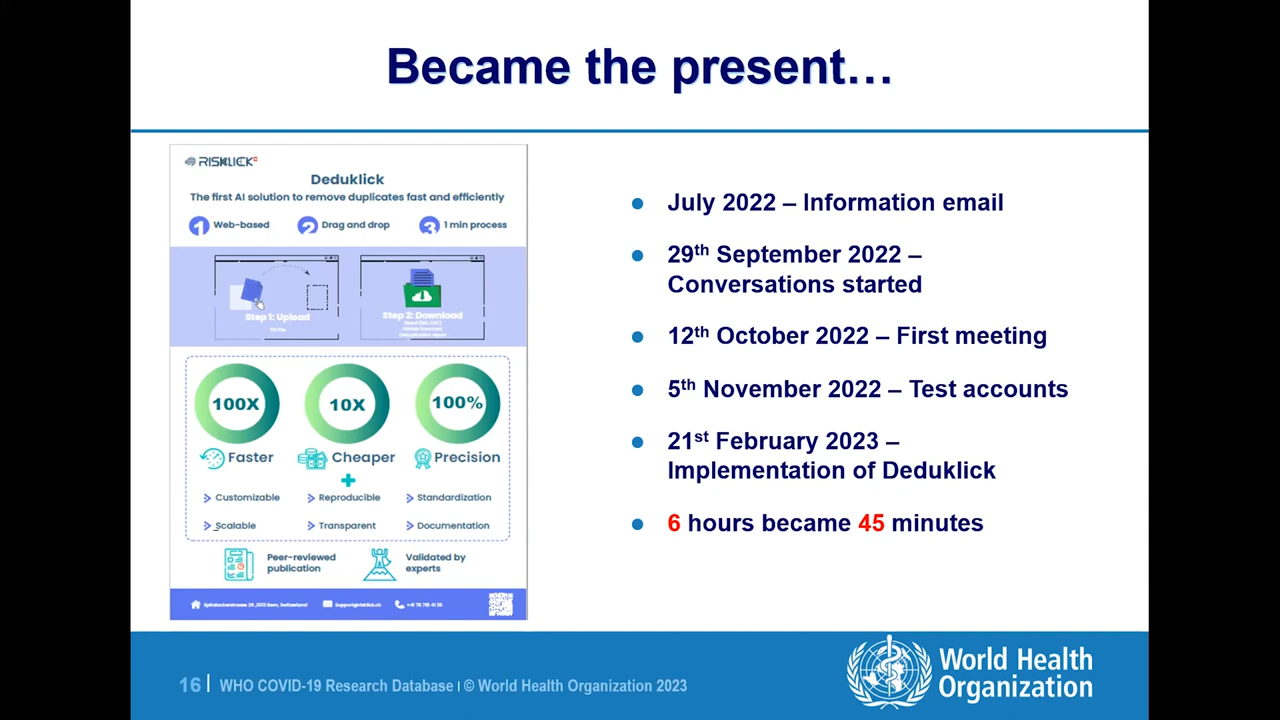 Became the present…
RISKLICK
Deduklick
The first AI solution to remove duplicates fast and efficiently
1 Web-based
2 Drag and drop
3 1 min process
Step 1: Upload
Step 2: Download
100X
10X
100%
Faster
Cheaper
Precision
Customizable
Reproducible
Standardization
Scalable
Transparent
Documentation
Peer-reviewed
publication
Validated by
experts
July 2022 – Information email
29th September 2022 –
Conversations started
12th October 2022 – First meeting
5th November 2022 – Test accounts
21st February 2023 –
Implementation of Deduklick
6 hours became 45 minutes
16 | WHO COVID-19 Research Database | © World Health Organization 2023
World Health
Organization